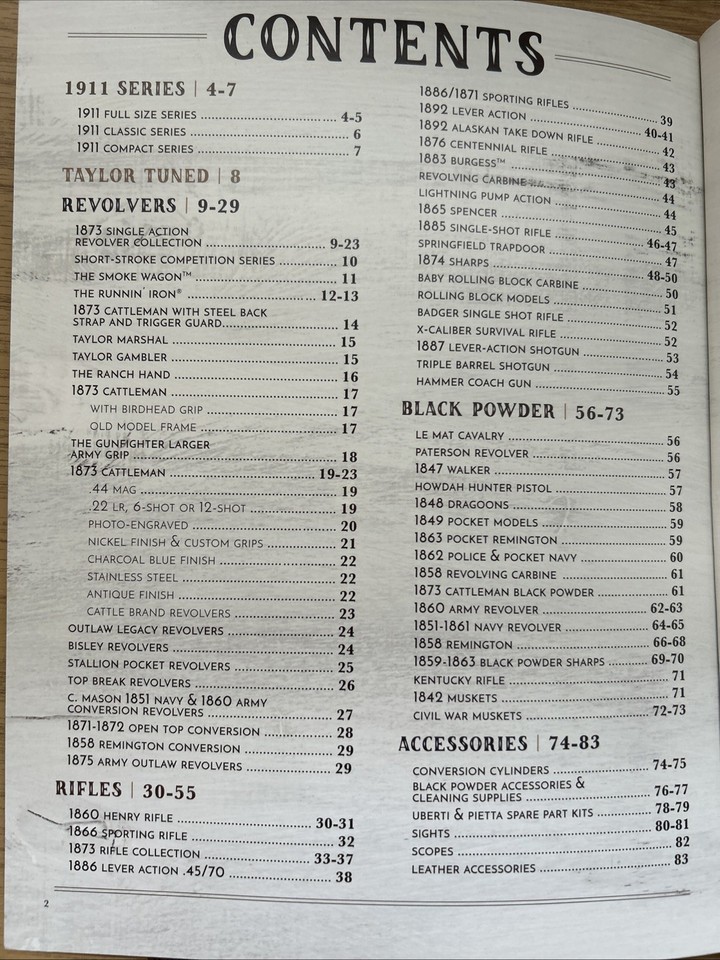 CONTENTS
1911 SERIES | 4-7
1911 FULL SIZE SERIES 4-5
1911 CLASSIC SERIES 6
1911 COMPACT SERIES 7
TAYLOR TUNED | 8
REVOLVERS | 9-29
1873 SINGLE ACTION
REVOLVER COLLECTION 9-23
SHORT-STROKE COMPETITION SERIES 10
THE SMOKE WAGON™ 11
THE RUNNIN' IRON® 12-13
1873 CATTLEMAN WITH STEEL BACK
STRAP AND TRIGGER GUARD 14
TAYLOR MARSHAL 15
TAYLOR GAMBLER 15
THE RANCH HAND 16
1873 CATTLEMAN 17
WITH BIRDHEAD GRIP 17
OLD MODEL FRAME 17
THE GUNFIGHTER LARGER
ARMY GRIP 18
1873 CATTLEMAN 19-23
.44 MAG 19
.22 LR, 6-SHOT OR 12-SHOT 19
PHOTO-ENGRAVED 20
NICKEL FINISH & CUSTOM GRIPS 21
CHARCOAL BLUE FINISH 22
STAINLESS STEEL 22
ANTIQUE FINISH 22
CATTLE BRAND REVOLVERS 23
OUTLAW LEGACY REVOLVERS 24
BISLEY REVOLVERS 24
STALLION POCKET REVOLVERS 25
TOP BREAK REVOLVERS 26
C. MASON 1851 NAVY & 1860 ARMY
CONVERSION REVOLVERS 27
1871-1872 OPEN TOP CONVERSION 28
1858 REMINGTON CONVERSION 29
1875 ARMY OUTLAW REVOLVERS 29
RIFLES | 30-55
1860 HENRY RIFLE 30-31
1866 SPORTING RIFLE 32
1873 RIFLE COLLECTION 33-37
1886 LEVER ACTION .45/70 38
1886/1871 SPORTING RIFLES 39
1892 LEVER ACTION 40-41
1892 ALASKAN TAKE DOWN RIFLE 42
1876 CENTENNIAL RIFLE 43
1883 BURGESS™ 43
REVOLVING CARBINE 44
LIGHTNING PUMP ACTION 44
1865 SPENCER 45
1885 SINGLE-SHOT RIFLE 46-47
SPRINGFIELD TRAPDOOR 47
1874 SHARPS 48-50
BABY ROLLING BLOCK CARBINE 50
ROLLING BLOCK MODELS 51
BADGER SINGLE SHOT RIFLE 52
X-CALIBER SURVIVAL RIFLE 52
1887 LEVER-ACTION SHOTGUN 53
TRIPLE BARREL SHOTGUN 54
HAMMER COACH GUN 55
BLACK POWDER | 56-73
LE MAT CAVALRY 56
PATERSON REVOLVER 56
1847 WALKER 57
HOWDAH HUNTER PISTOL 57
1848 DRAGOONS 58
1849 POCKET MODELS 59
1863 POCKET REMINGTON 59
1862 POLICE & POCKET NAVY 60
1858 REVOLVING CARBINE 61
1873 CATTLEMAN BLACK POWDER 61
1860 ARMY REVOLVER 62-63
1851-1861 NAVY REVOLVER 64-65
1858 REMINGTON 66-68
1859-1863 BLACK POWDER SHARPS 69-70
KENTUCKY RIFLE 71
1842 MUSKETS 71
CIVIL WAR MUSKETS 72-73
ACCESSORIES | 74-83
CONVERSION CYLINDERS 74-75
BLACK POWDER ACCESSORIES &
CLEANING SUPPLIES 76-77
UBERTI & PIETTA SPARE PART KITS 78-79
SIGHTS 80-81
SCOPES 82
LEATHER ACCESSORIES 83
2